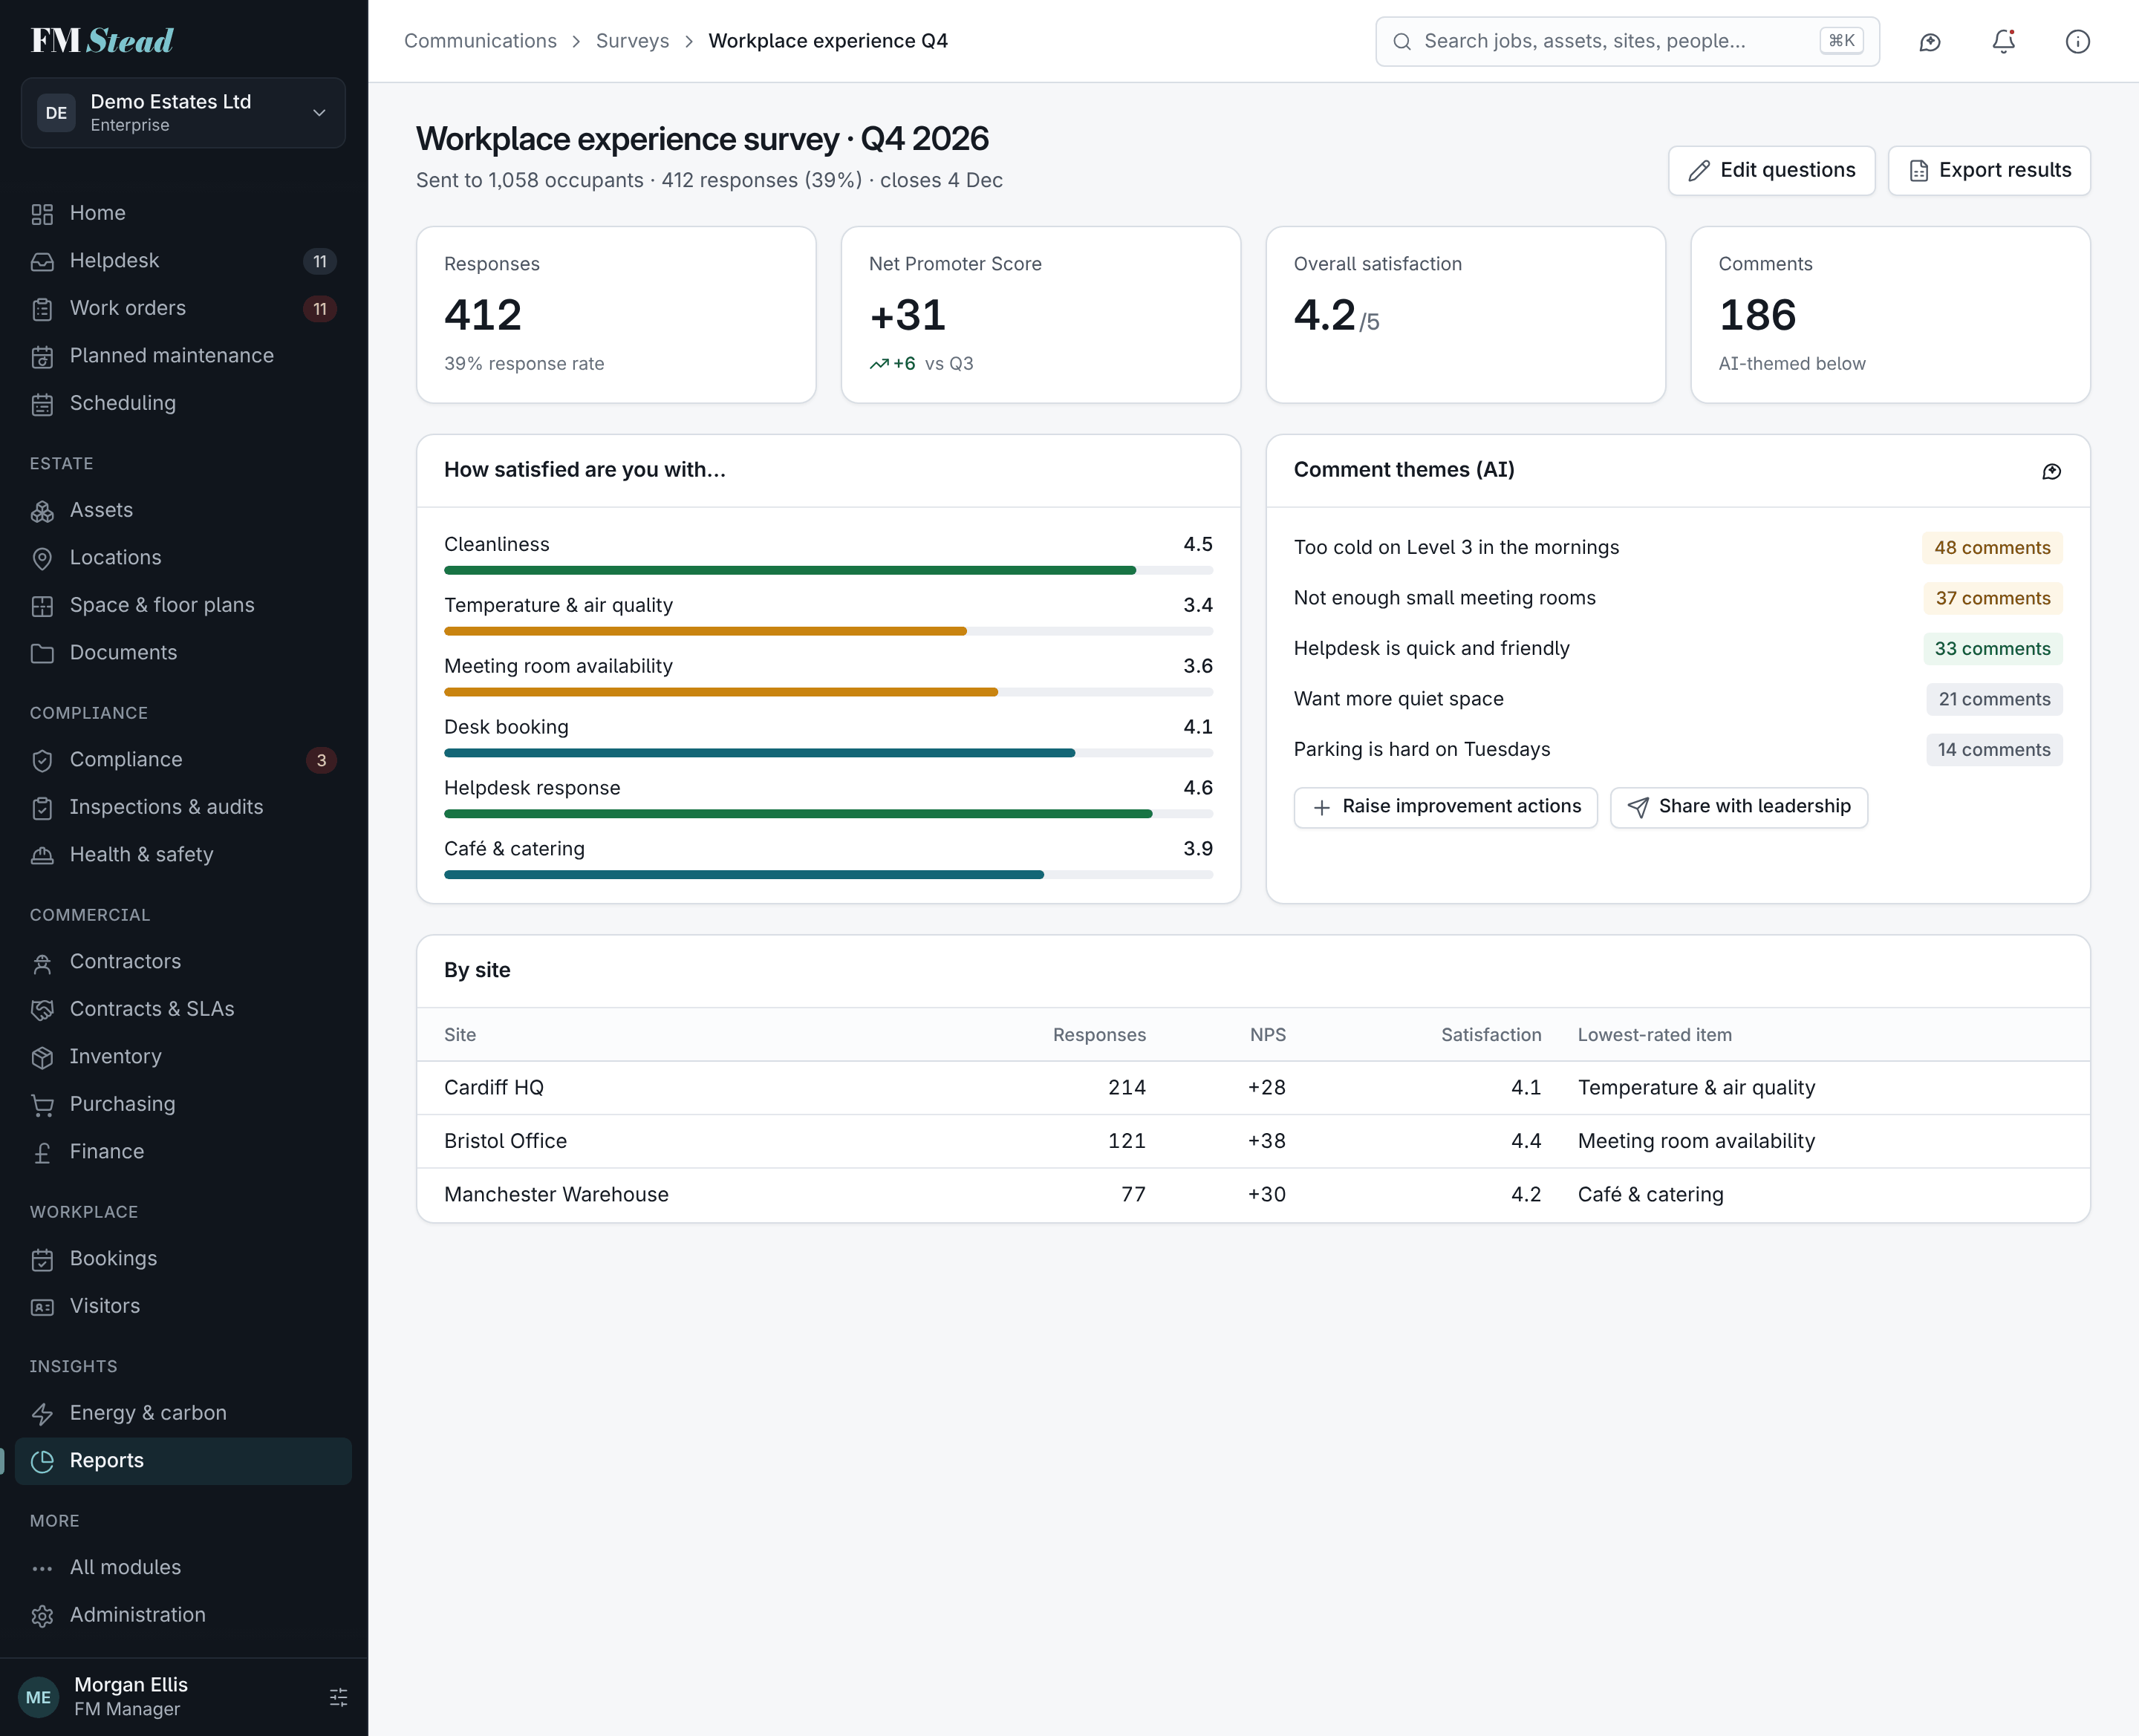 FM Stead
DE
Demo Estates Ltd
Enterprise
Home
Helpdesk 11
Work orders 11
Planned maintenance
Scheduling
ESTATE
Assets
Locations
Space & floor plans
Documents
COMPLIANCE
Compliance 3
Inspections & audits
Health & safety
COMMERCIAL
Contractors
Contracts & SLAs
Inventory
Purchasing
Finance
WORKPLACE
Bookings
Visitors
INSIGHTS
Energy & carbon
Reports
MORE
All modules
Administration
ME
Morgan Ellis
FM Manager
Communications > Surveys > Workplace experience Q4
Search jobs, assets, sites, people... ⌘K
Workplace experience survey · Q4 2026
Sent to 1,058 occupants · 412 responses (39%) · closes 4 Dec
Edit questions
Export results
Responses
412
39% response rate
Net Promoter Score
+31
+6 vs Q3
Overall satisfaction
4.2/5
Comments
186
AI-themed below
How satisfied are you with...
Cleanliness 4.5
Temperature & air quality 3.4
Meeting room availability 3.6
Desk booking 4.1
Helpdesk response 4.6
Café & catering 3.9
Comment themes (AI)
Too cold on Level 3 in the mornings 48 comments
Not enough small meeting rooms 37 comments
Helpdesk is quick and friendly 33 comments
Want more quiet space 21 comments
Parking is hard on Tuesdays 14 comments
Raise improvement actions
Share with leadership
By site
Site Responses NPS Satisfaction Lowest-rated item
Cardiff HQ 214 +28 4.1 Temperature & air quality
Bristol Office 121 +38 4.4 Meeting room availability
Manchester Warehouse 77 +30 4.2 Café & catering